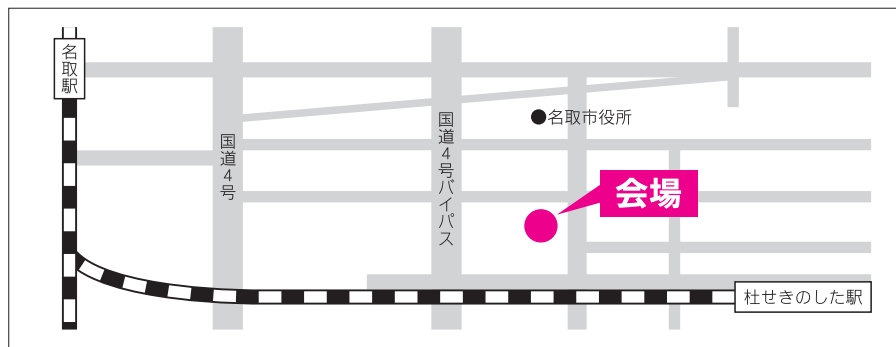 名取駅
国道4号
国道4号バイパス
名取市役所
会場
杜せきのした駅